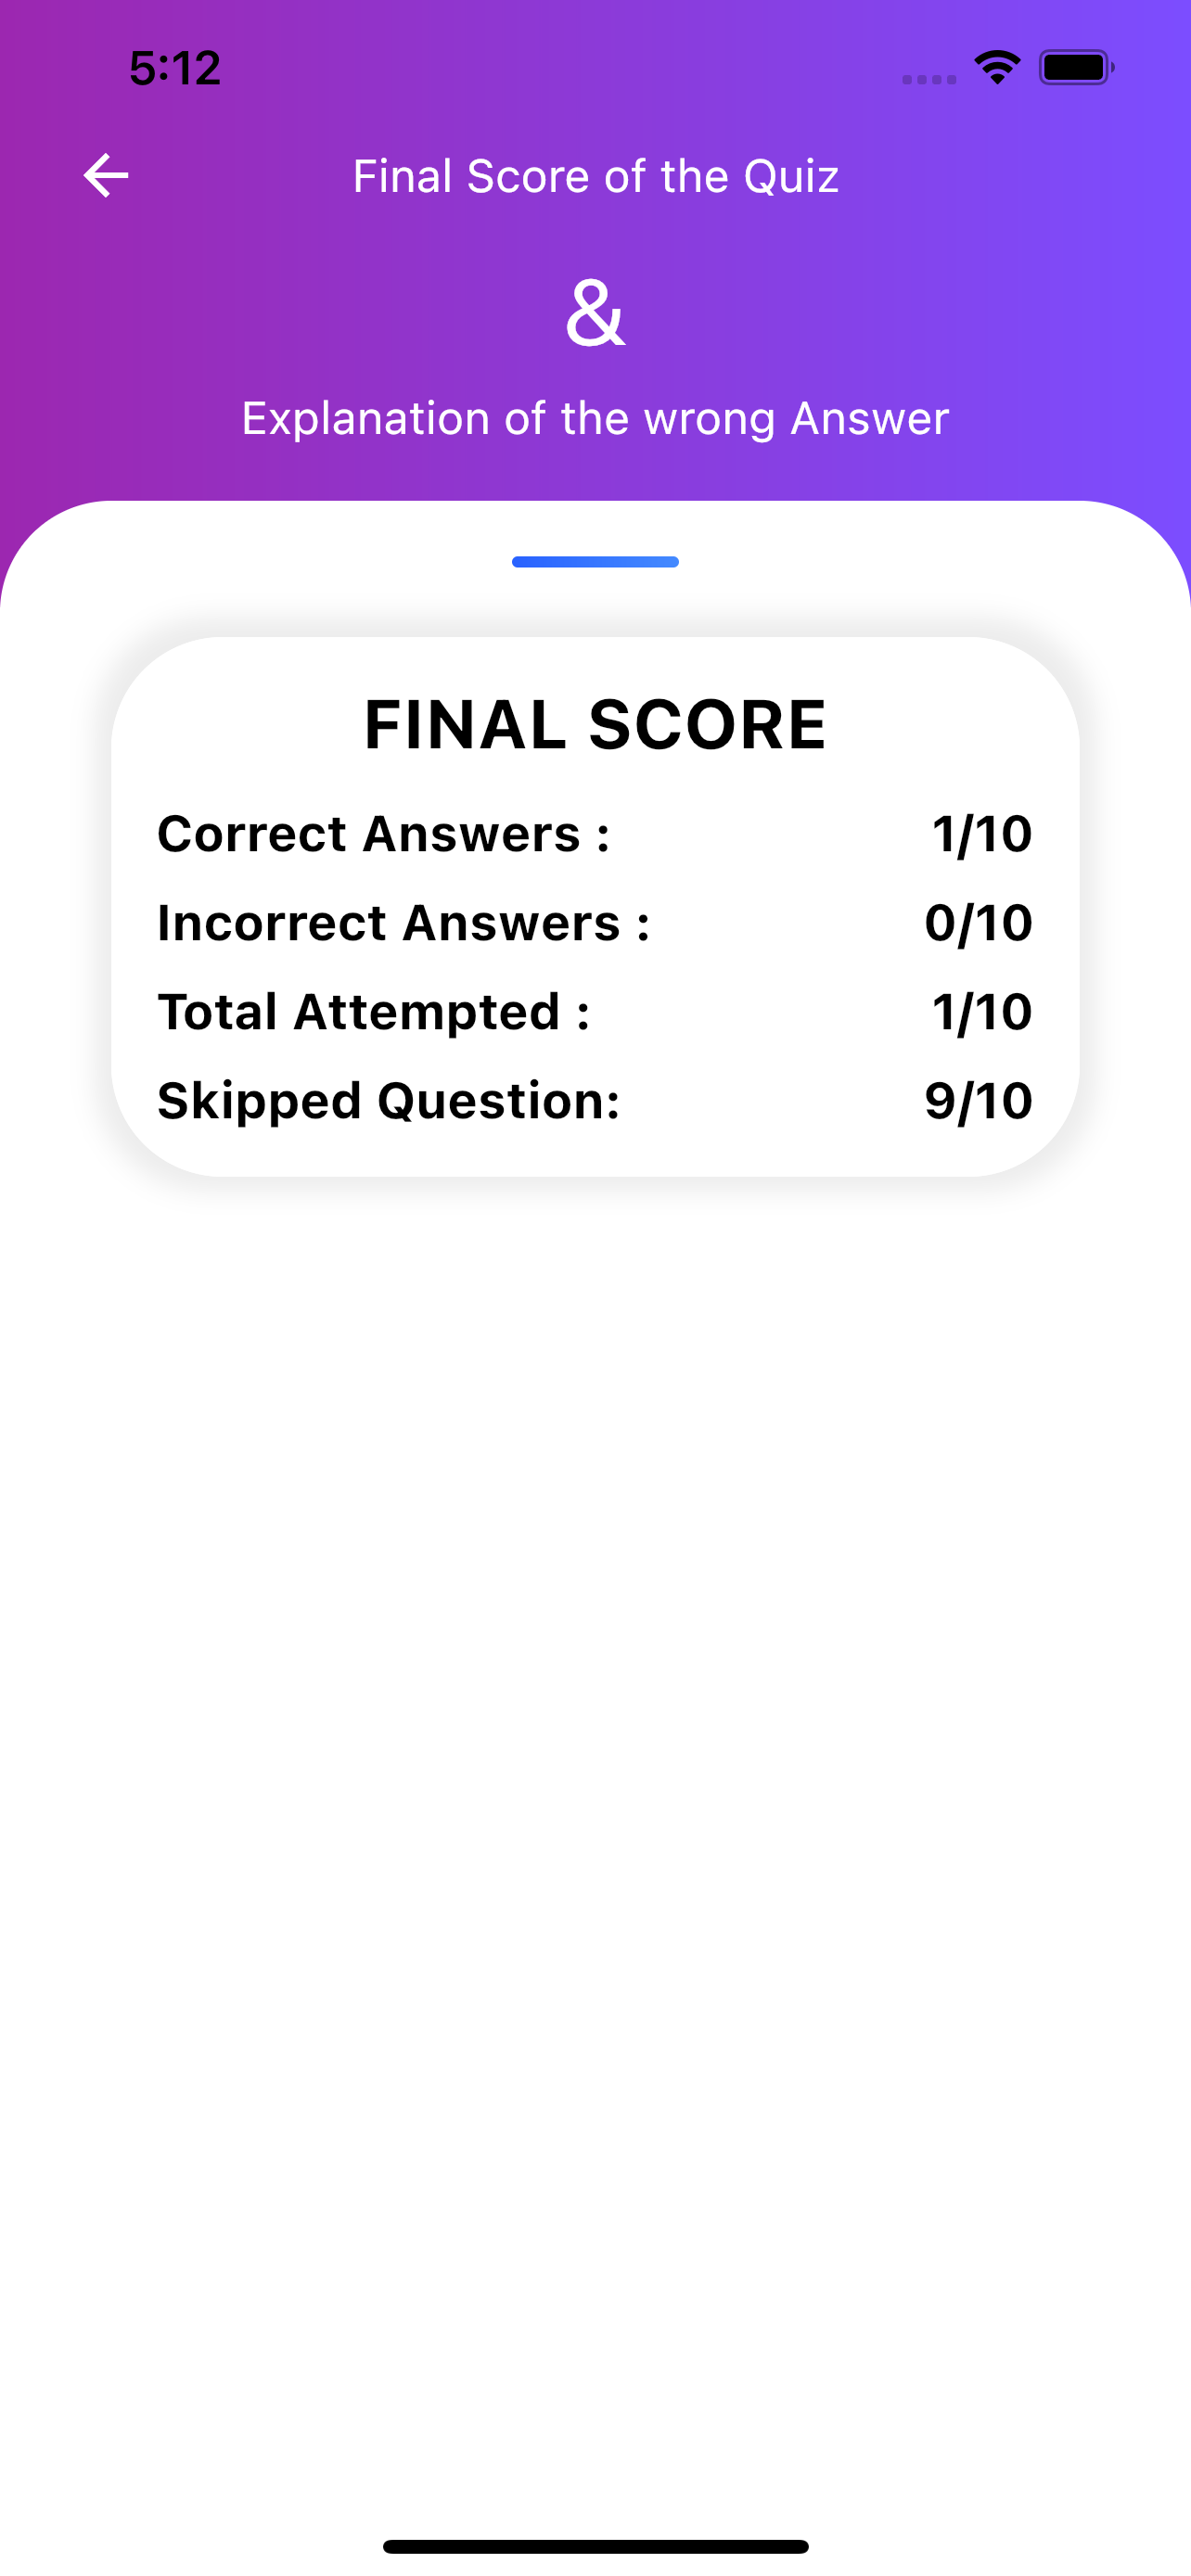 5:12
Final Score of the Quiz
&
Explanation of the wrong Answer
FINAL SCORE
Correct Answers : 1/10
Incorrect Answers : 0/10
Total Attempted : 1/10
Skipped Question: 9/10